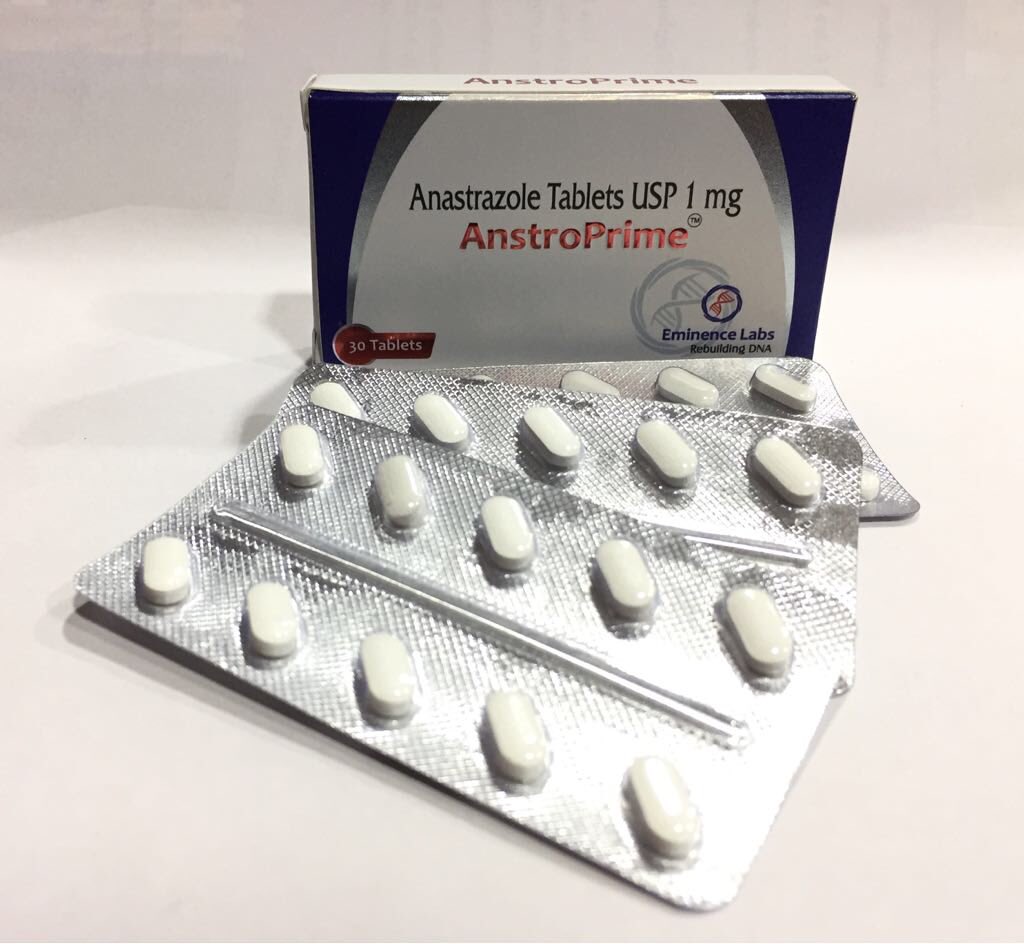 AnstroPrime
Anastrazole Tablets USP 1 mg
AnstroPrime™
Eminence Labs
Rebuilding DNA
30 Tablets